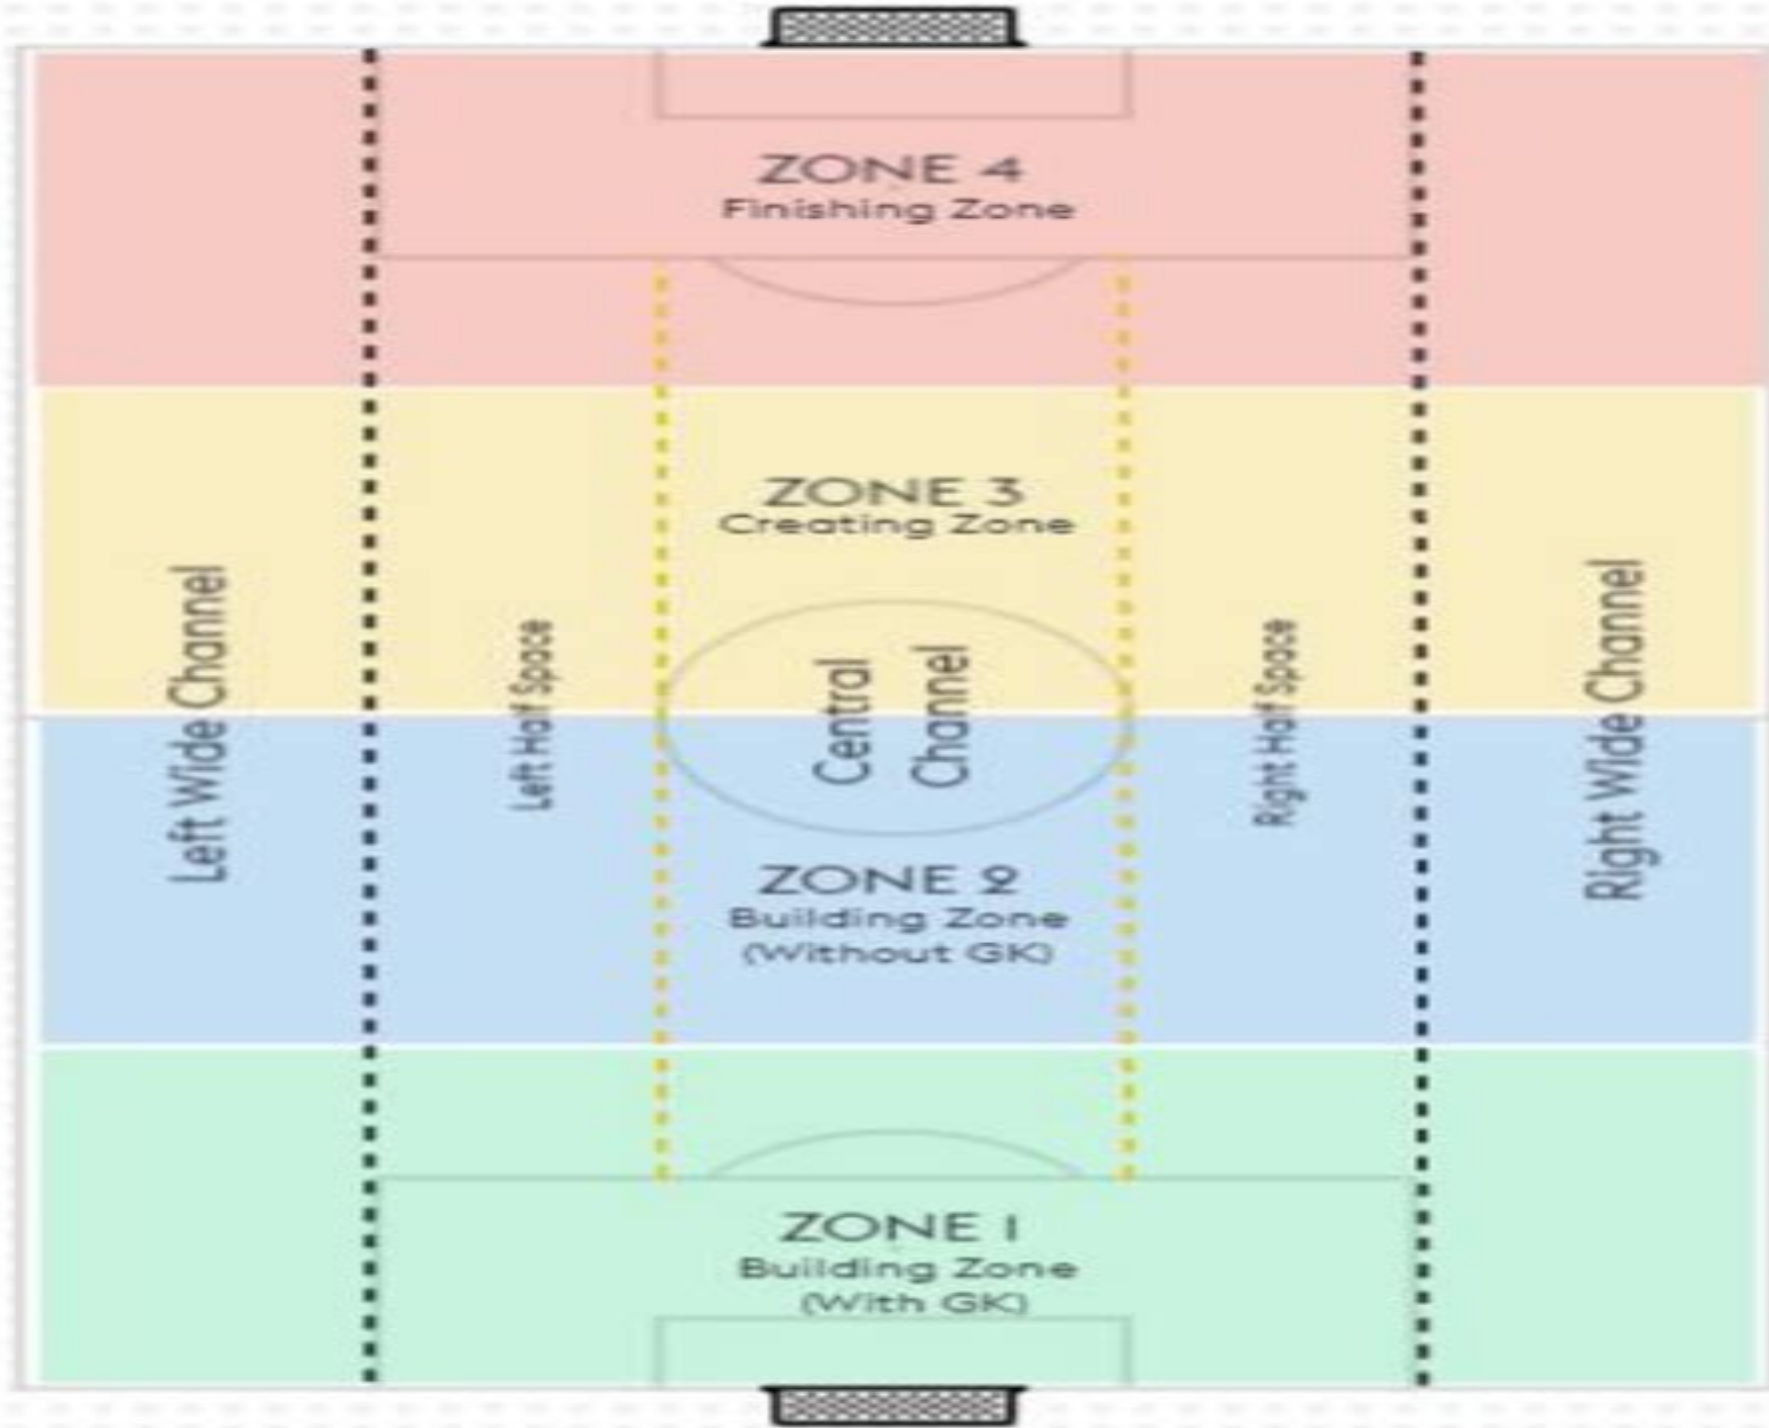 ZONE 4
Finishing Zone
ZONE 3
Creating Zone
Left Wide Channel
Left Half Space
Central
Channel
Right Half Space
Right Wide Channel
ZONE 2
Building Zone
(Without GK)
ZONE 1
Building Zone
(With GK)